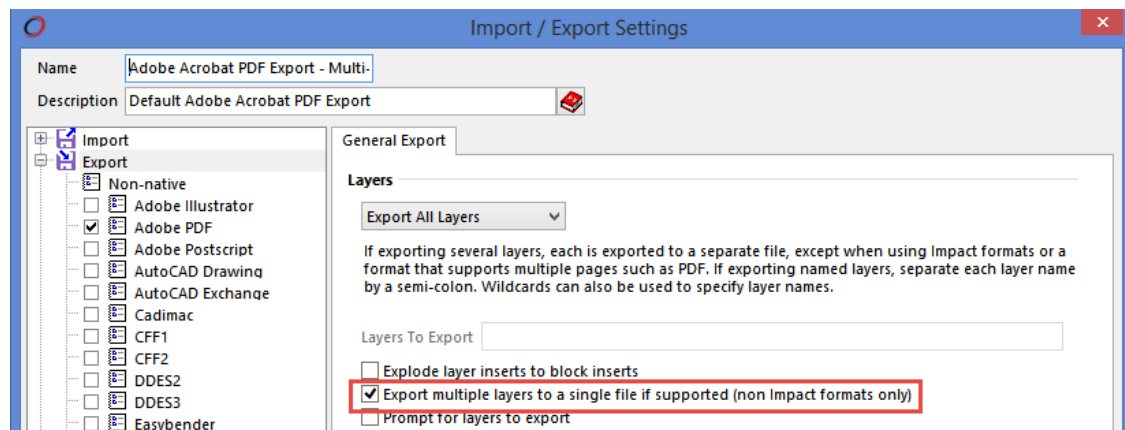 Import / Export Settings
Name Adobe Acrobat PDF Export - Multi-
Description Default Adobe Acrobat PDF Export
Import
Export
Non-native
Adobe Illustrator
Adobe PDF
Adobe Postscript
AutoCAD Drawing
AutoCAD Exchange
Cadimac
CFF1
CFF2
DDES2
DDES3
Easybender
General Export
Layers
Export All Layers
If exporting several layers, each is exported to a separate file, except when using Impact formats or a
format that supports multiple pages such as PDF. If exporting named layers, separate each layer name
by a semi-colon. Wildcards can also be used to specify layer names.
Layers To Export
Explode layer inserts to block inserts
Export multiple layers to a single file if supported (non Impact formats only)
Prompt for layers to export